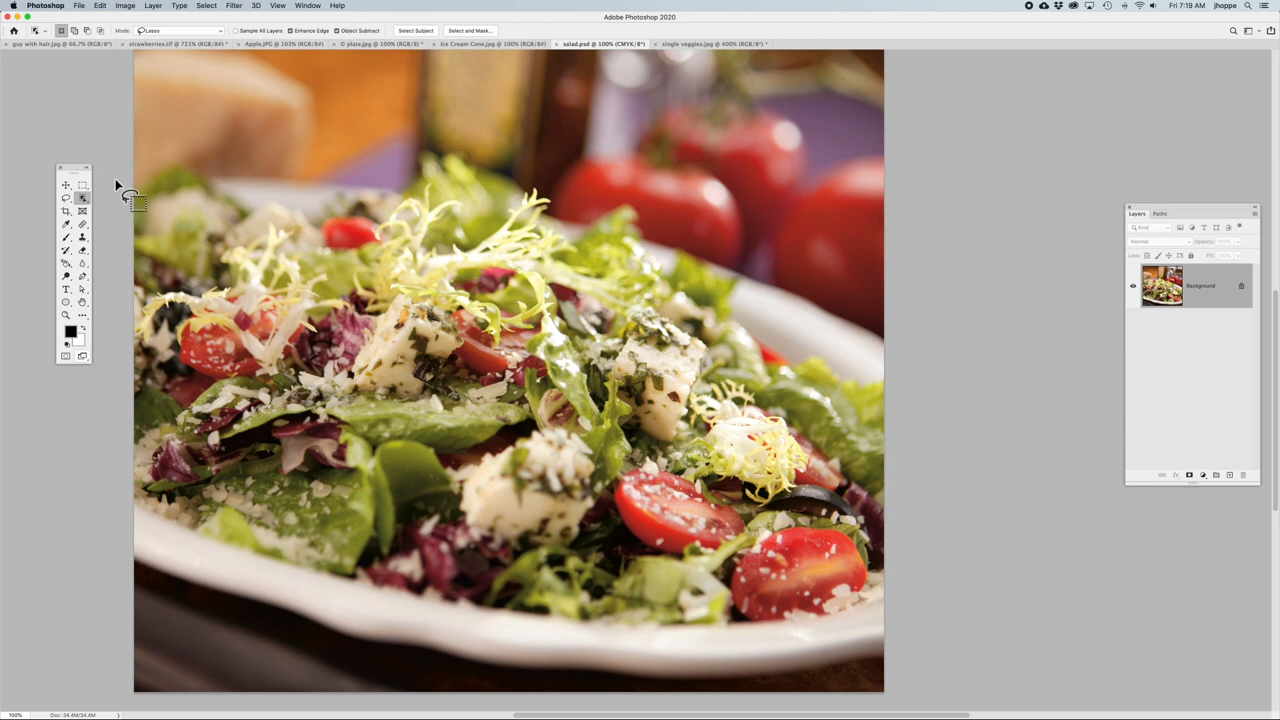 Photoshop File Edit Image Layer Type Select Filter 3D View Window Help Fri 7:19 AM jhoppe
Adobe Photoshop 2020
Mode: Lasso Sample All Layers Enhance Edge Object Subtract Select Subject Select and Mask...
guy with hair.jpg @ 66.7% (RGB/8*) strawberries.tif @ 721% (RGB/8#) * Apple.JPG @ 103% (RGB/8#) © plate.jpg @ 100% (RGB/8) * Ice Cream Cone.jpg @ 100% (RGB/8#) salad.psd @ 100% (CMYK/8*) single veggies.jpg @ 400% (RGB/8*) *
Layers Paths
Kind
Normal Opacity: 100%
Lock: Fill: 100%
Background
fx
100% Doc: 34.4M/34.4M